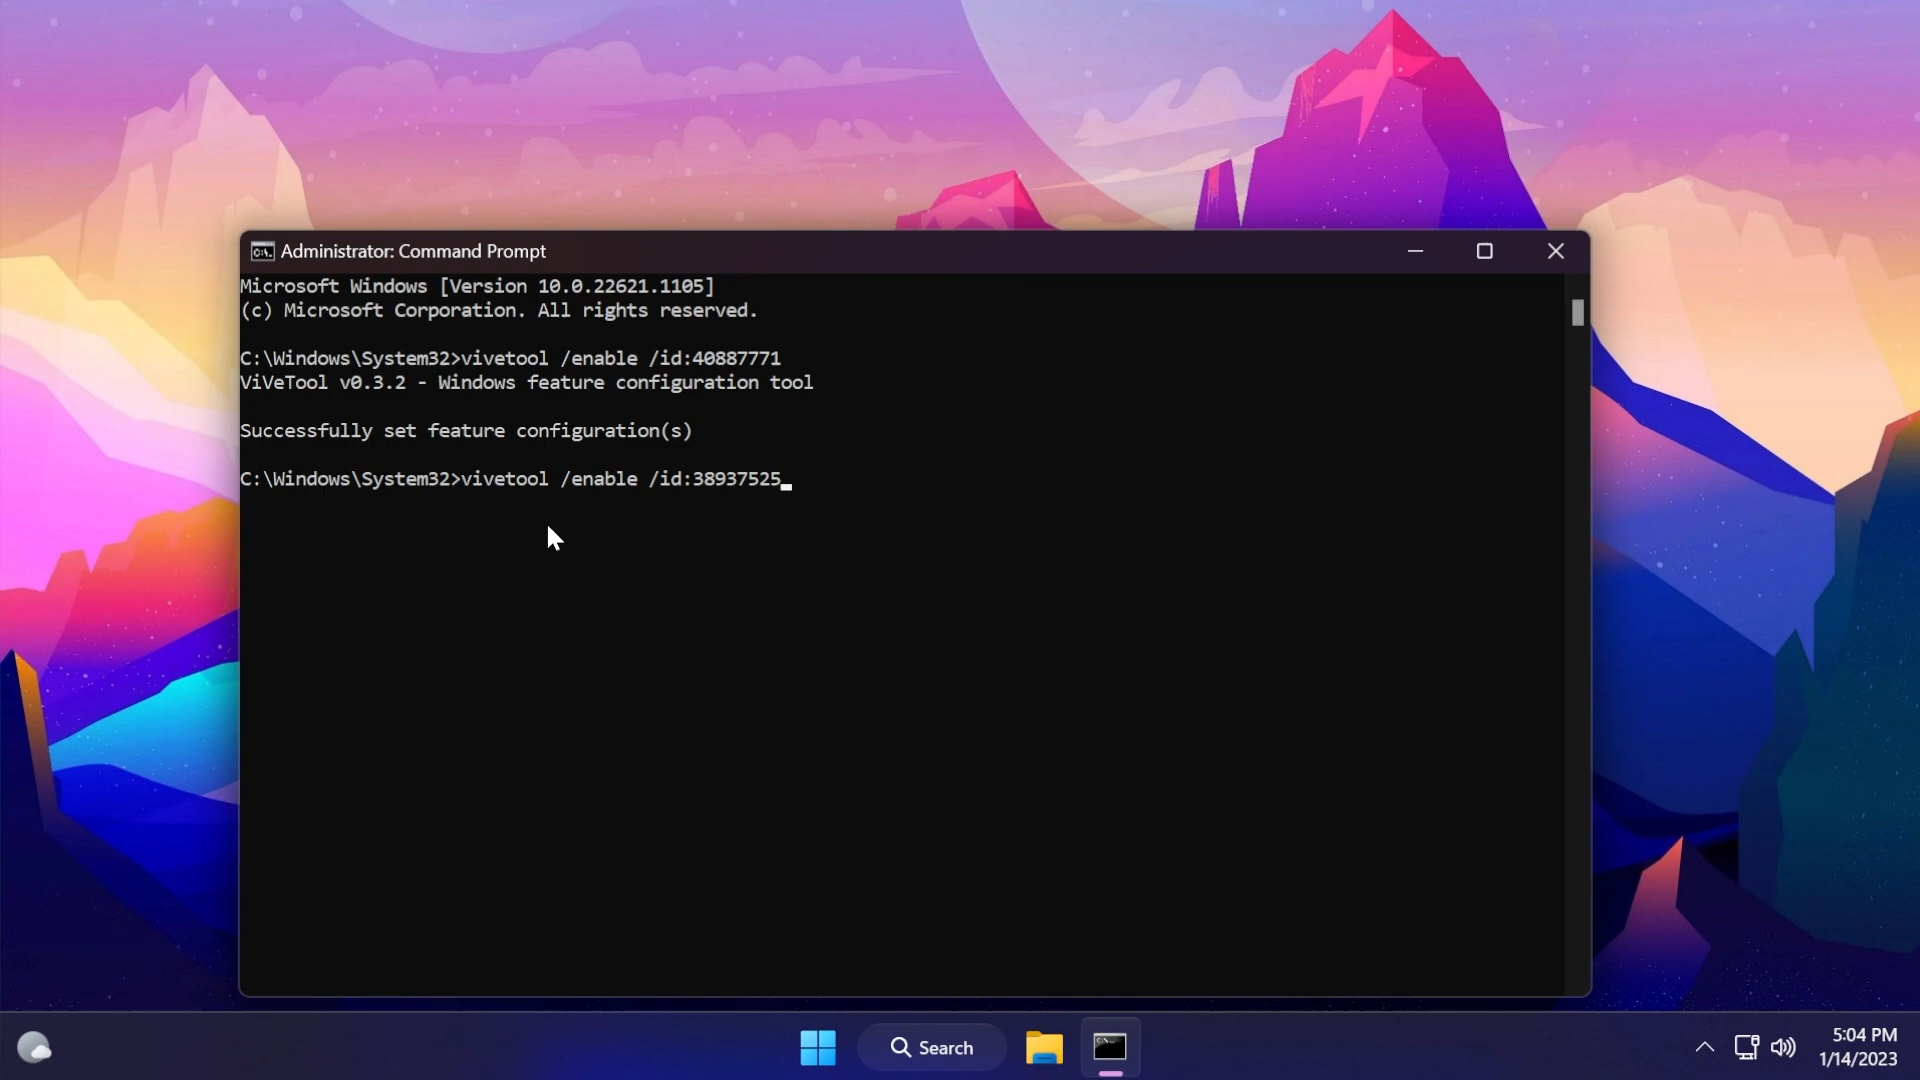 Administrator: Command Prompt
Microsoft Windows [Version 10.0.22621.1105]
(c) Microsoft Corporation. All rights reserved.
C:\Windows\System32>vivetool /enable /id:40887771
ViVeTool v0.3.2 - Windows feature configuration tool
Successfully set feature configuration(s)
C:\Windows\System32>vivetool /enable /id:38937525_
Search
5:04 PM
1/14/2023